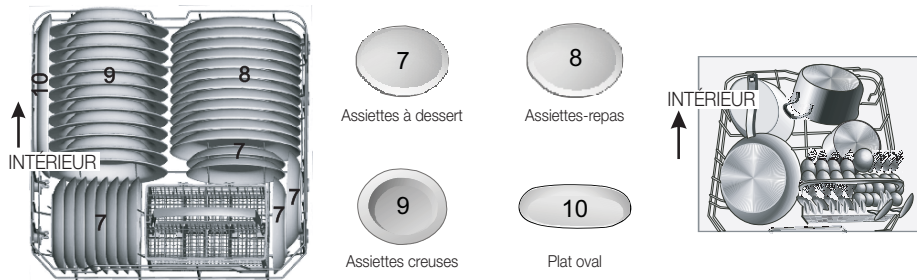 10
9
8
7
INTÉRIEUR
7
7
7
7
Assiettes à dessert
8
Assiettes-repas
9
Assiettes creuses
10
Plat oval
INTÉRIEUR